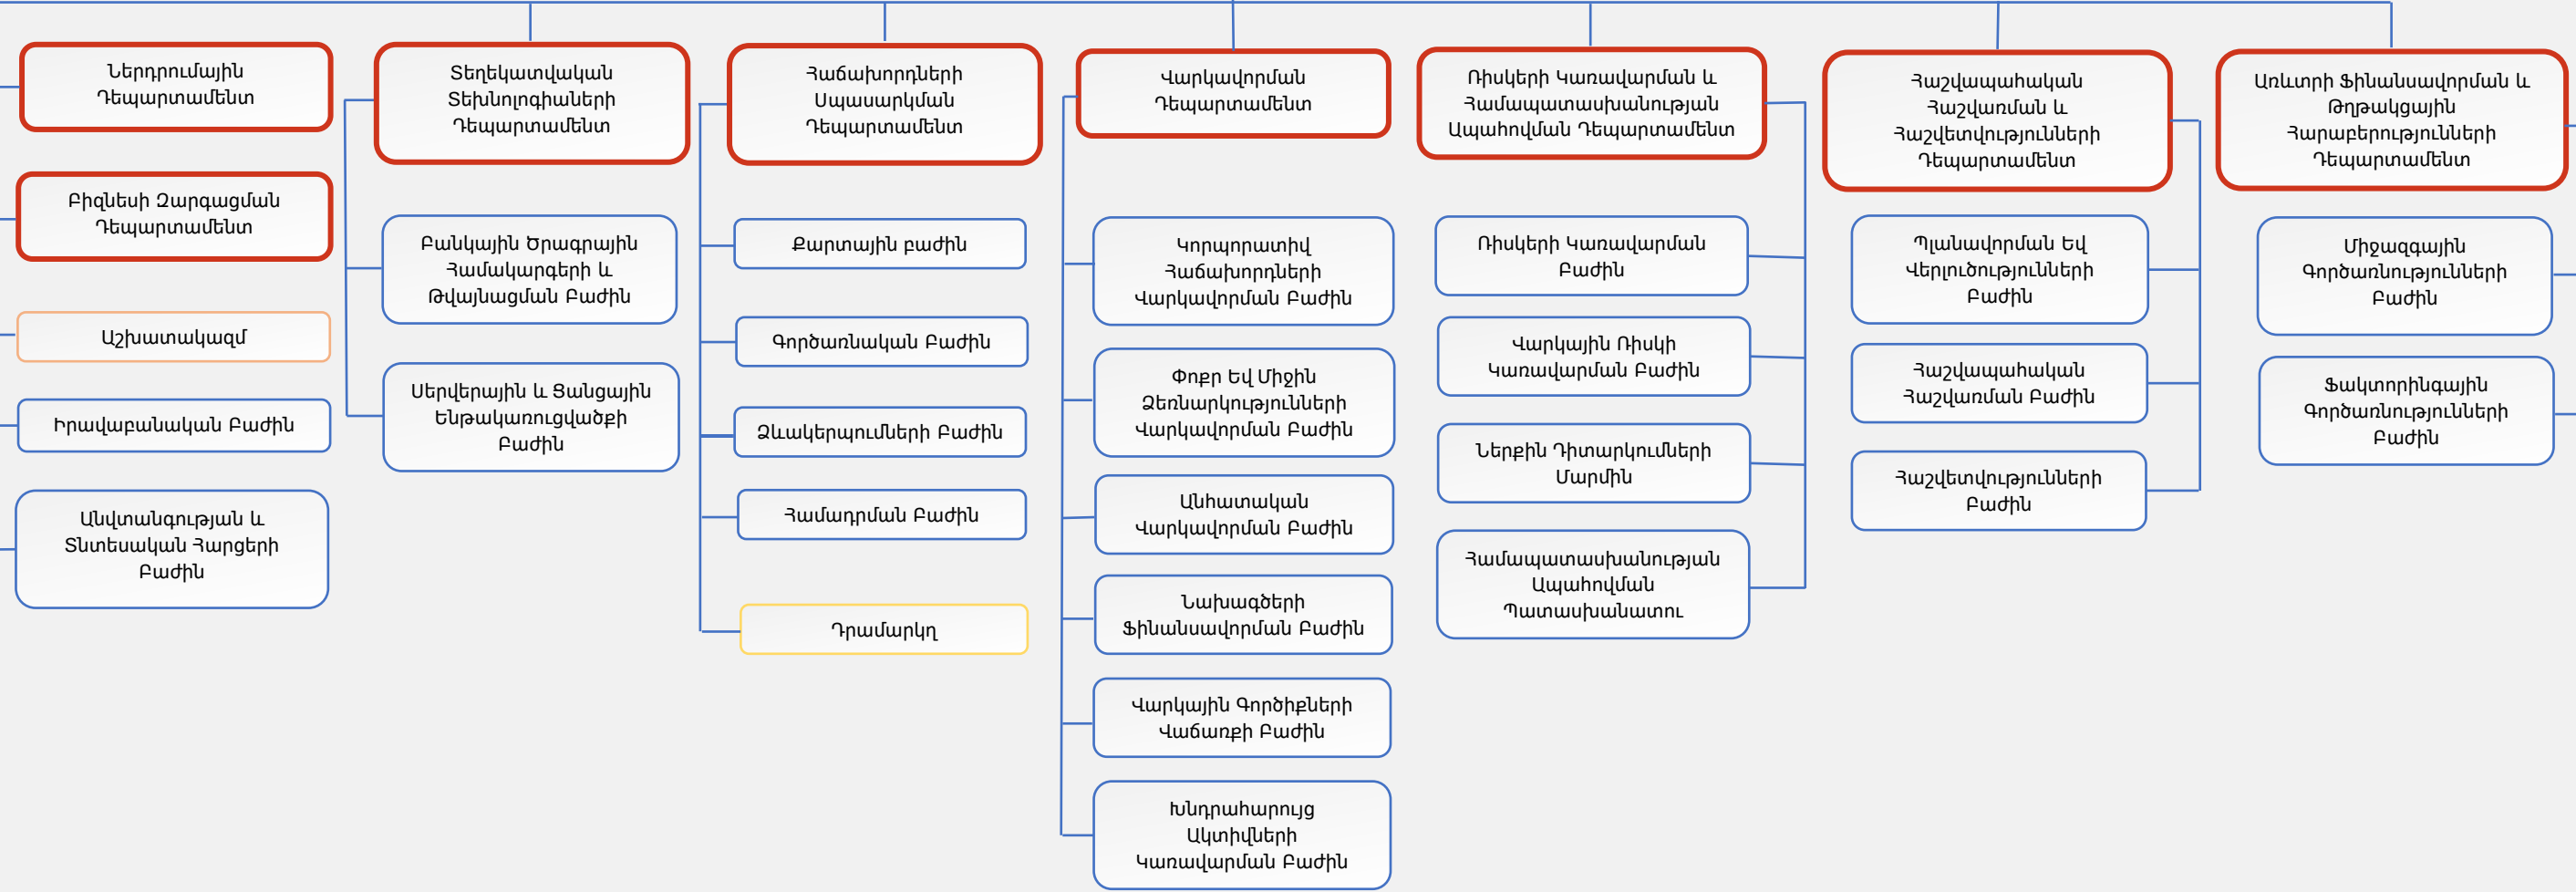 Ներդրումային
Դեպարտամենտ
Բիզնեսի Զարգացման
Դեպարտամենտ
Աշխատակազմ
Իրավաբանական Բաժին
Անվտանգության և
Տնտեսական Հարցերի
Բաժին
Տեղեկատվական
Տեխնոլոգիաների
Դեպարտամենտ
Բանկային Ծրագրային
Համակարգերի և
Թվայնացման Բաժին
Սերվերային և Ցանցային
Ենթակառուցվածքի
Բաժին
Հաճախորդների
Սպասարկման
Դեպարտամենտ
Քարտային բաժին
Գործառնական Բաժին
Ձևակերպումների Բաժին
Համադրման Բաժին
Դրամարկղ
Վարկավորման
Դեպարտամենտ
Կորպորատիվ
Հաճախորդների
Վարկավորման Բաժին
Փոքր Եվ Միջին
Ձեռնարկությունների
Վարկավորման Բաժին
Անհատական
Վարկավորման Բաժին
Նախագծերի
Ֆինանսավորման Բաժին
Վարկային Գործիքների
Վաճառքի Բաժին
Խնդրահարույց
Ակտիվների
Կառավարման Բաժին
Ռիսկերի Կառավարման և
Համապատասխանության
Ապահովման Դեպարտամենտ
Ռիսկերի Կառավարման
Բաժին
Վարկային Ռիսկի
Կառավարման Բաժին
Ներքին Դիտարկումների
Մարմին
Համապատասխանության
Ապահովման
Պատասխանատու
Հաշվապահական
Հաշվառման և
Հաշվետվությունների
Դեպարտամենտ
Պլանավորման Եվ
Վերլուծությունների
Բաժին
Հաշվապահական
Հաշվառման Բաժին
Հաշվետվությունների
Բաժին
Առևտրի Ֆինանսավորման և
Թղթակցային
Հարաբերությունների
Դեպարտամենտ
Միջազգային
Գործառնությունների
Բաժին
Ֆակտորինգային
Գործառնությունների
Բաժին